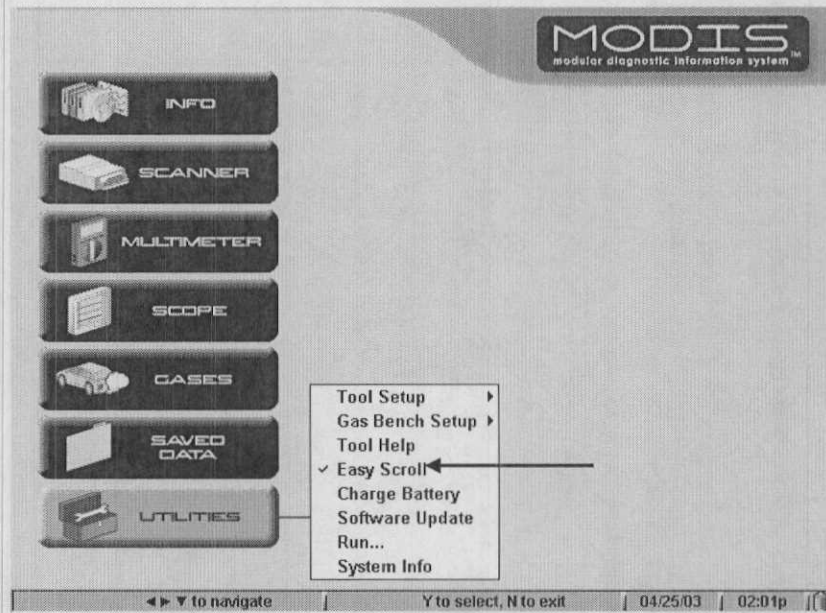 MODIS™
modular diagnostic information system
INFO
SCANNER
MULTIMETER
SCOPE
GASES
SAVED
DATA
UTILITIES
Tool Setup
Gas Bench Setup
Tool Help
✓ Easy Scroll
Charge Battery
Software Update
Run...
System Info
◄ ► ▼ to navigate
Y to select, N to exit
04/25/03
02:01p